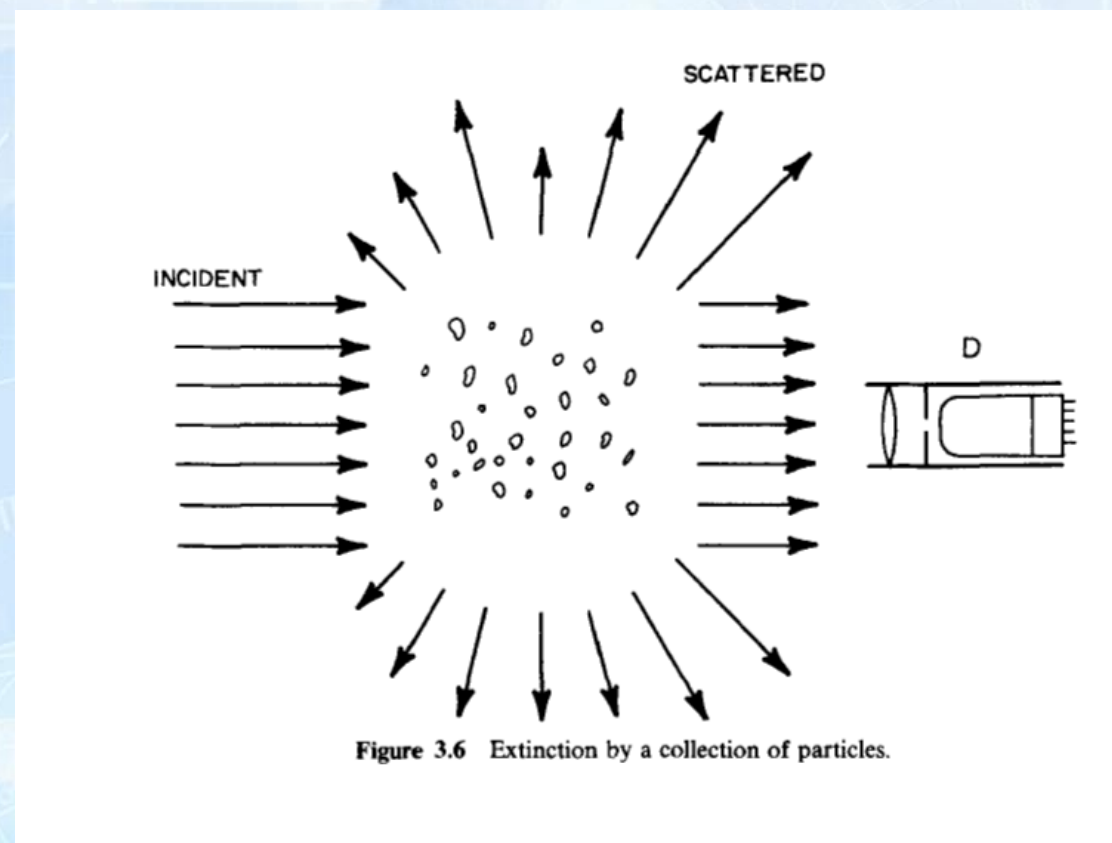 SCATTERED
INCIDENT
D
Figure 3.6 Extinction by a collection of particles.